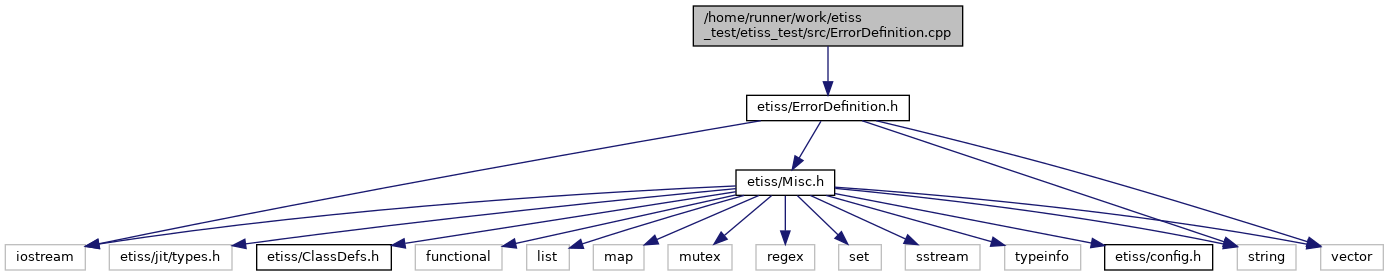 /home/runner/work/etiss
_test/etiss_test/src/ErrorDefinition.cpp
etiss/ErrorDefinition.h
etiss/Misc.h
iostream
etiss/jit/types.h
etiss/ClassDefs.h
functional
list
map
mutex
regex
set
sstream
typeinfo
etiss/config.h
string
vector